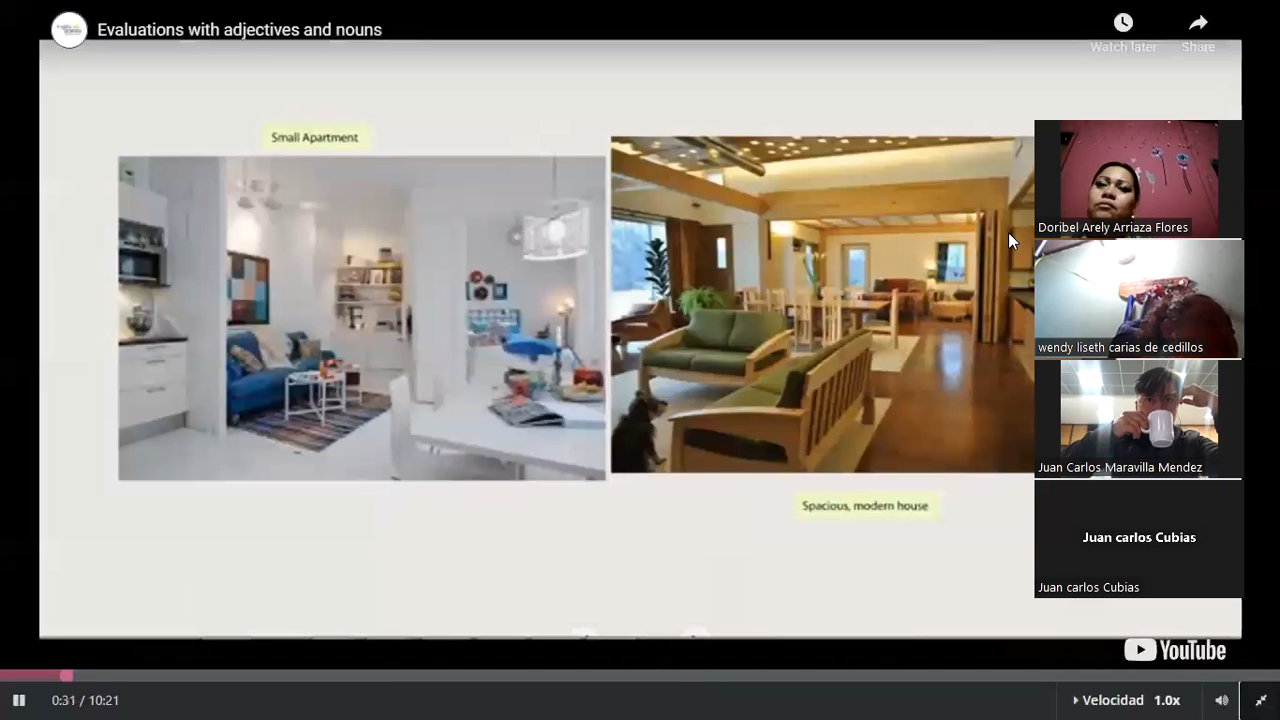 Evaluations with adjectives and nouns
Watch later
Share
Small Apartment
Doribel Arely Arriaza Flores
wendy liseth carias de cedillos
Juan Carlos Maravilla Mendez
Spacious, modern house
Juan carlos Cubias
Juan carlos Cubias
YouTube
0:31 / 10:21
Velocidad 1.0x